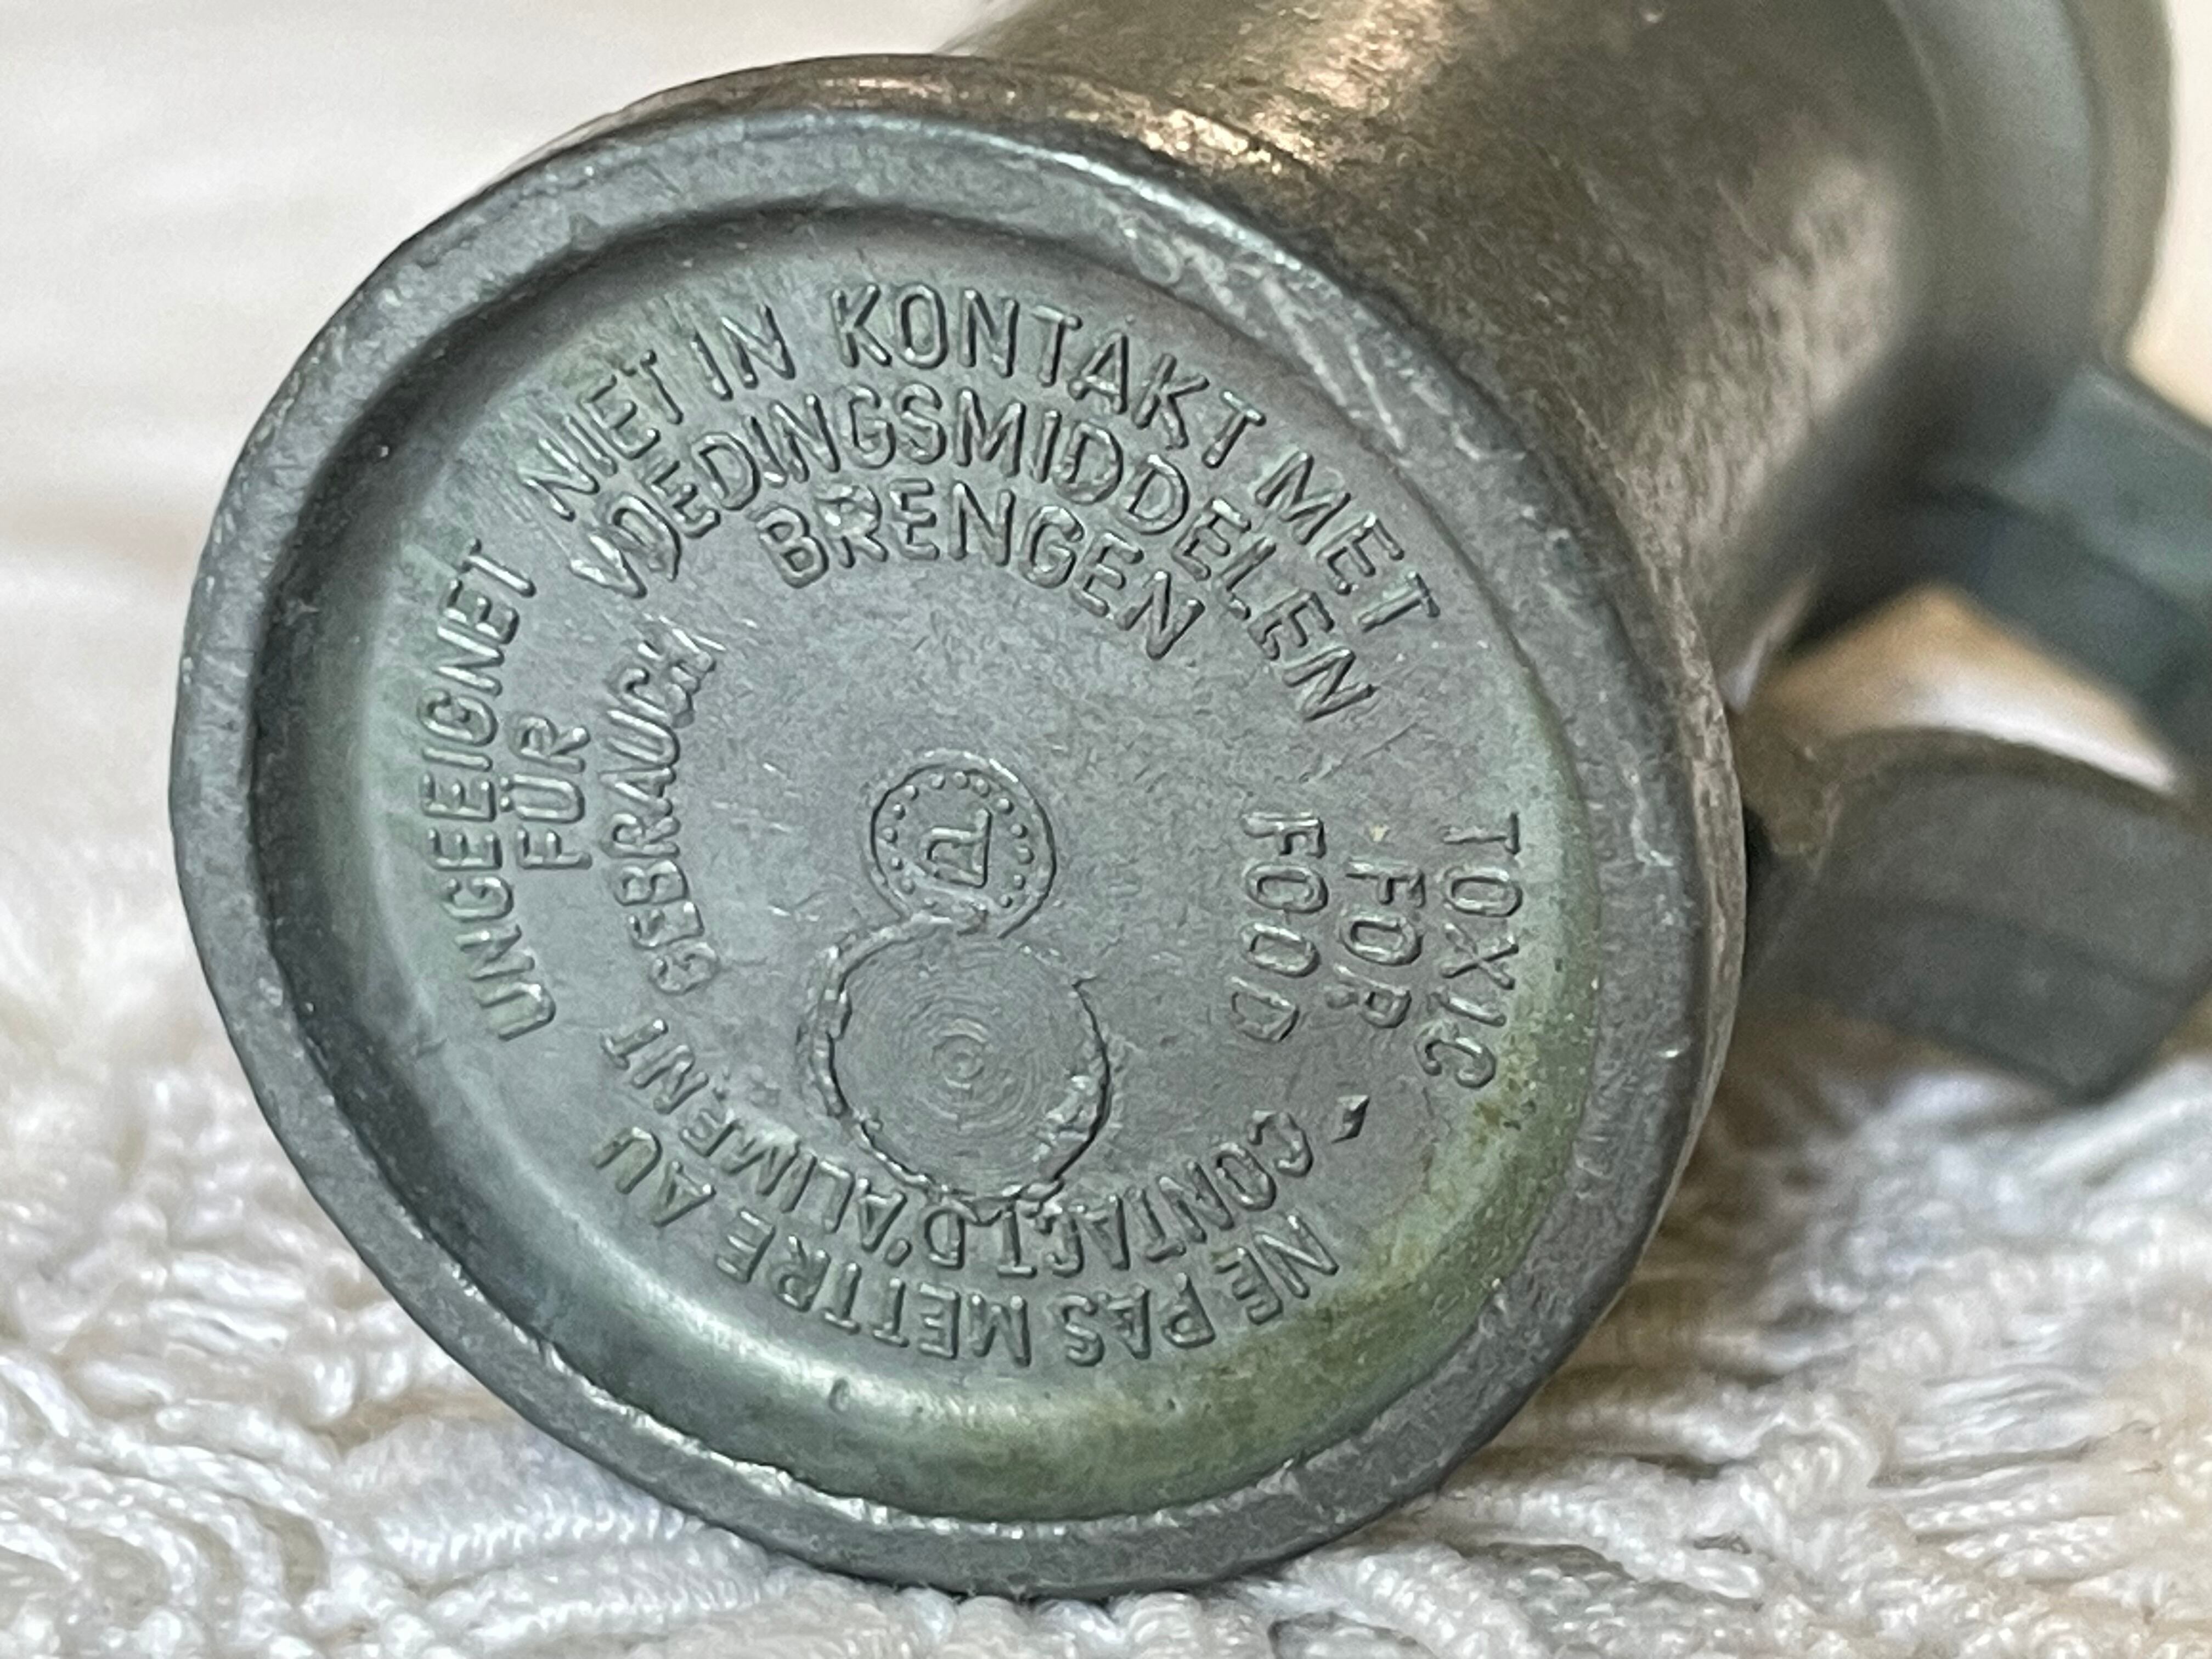 NIET IN KONTAKT MET
VOEDINGSMIDDELEN
BRENGEN
TOXIC
FOR
FOOD
NE PAS METTRE AU
CONTACT D'ALIMENT
UNGEEIGNET
FÜR
GEBRAUCH